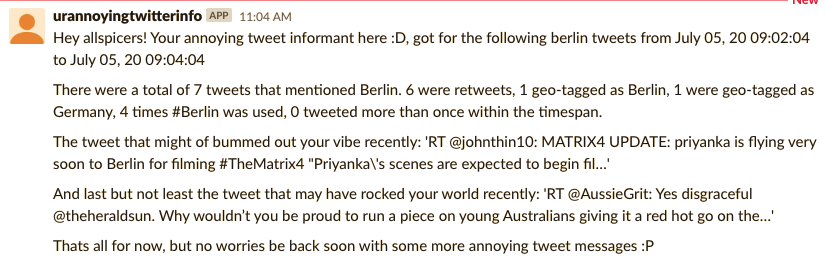 New
urannoyingtwitterinfo APP 11:04 AM
Hey allspicers! Your annoying tweet informant here :D, got for the following berlin tweets from July 05, 20 09:02:04
to July 05, 20 09:04:04
There were a total of 7 tweets that mentioned Berlin. 6 were retweets, 1 geo-tagged as Berlin, 1 were geo-tagged as
Germany, 4 times #Berlin was used, 0 tweeted more than once within the timespan.
The tweet that might of bummed out your vibe recently: 'RT @johnthin10: MATRIX4 UPDATE: priyanka is flying very
soon to Berlin for filming #TheMatrix4 "Priyanka\'s scenes are expected to begin fil...'
And last but not least the tweet that may have rocked your world recently: 'RT @AussieGrit: Yes disgraceful
@theheraldsun. Why wouldn't you be proud to run a piece on young Australians giving it a red hot go on the...'
Thats all for now, but no worries be back soon with some more annoying tweet messages :P